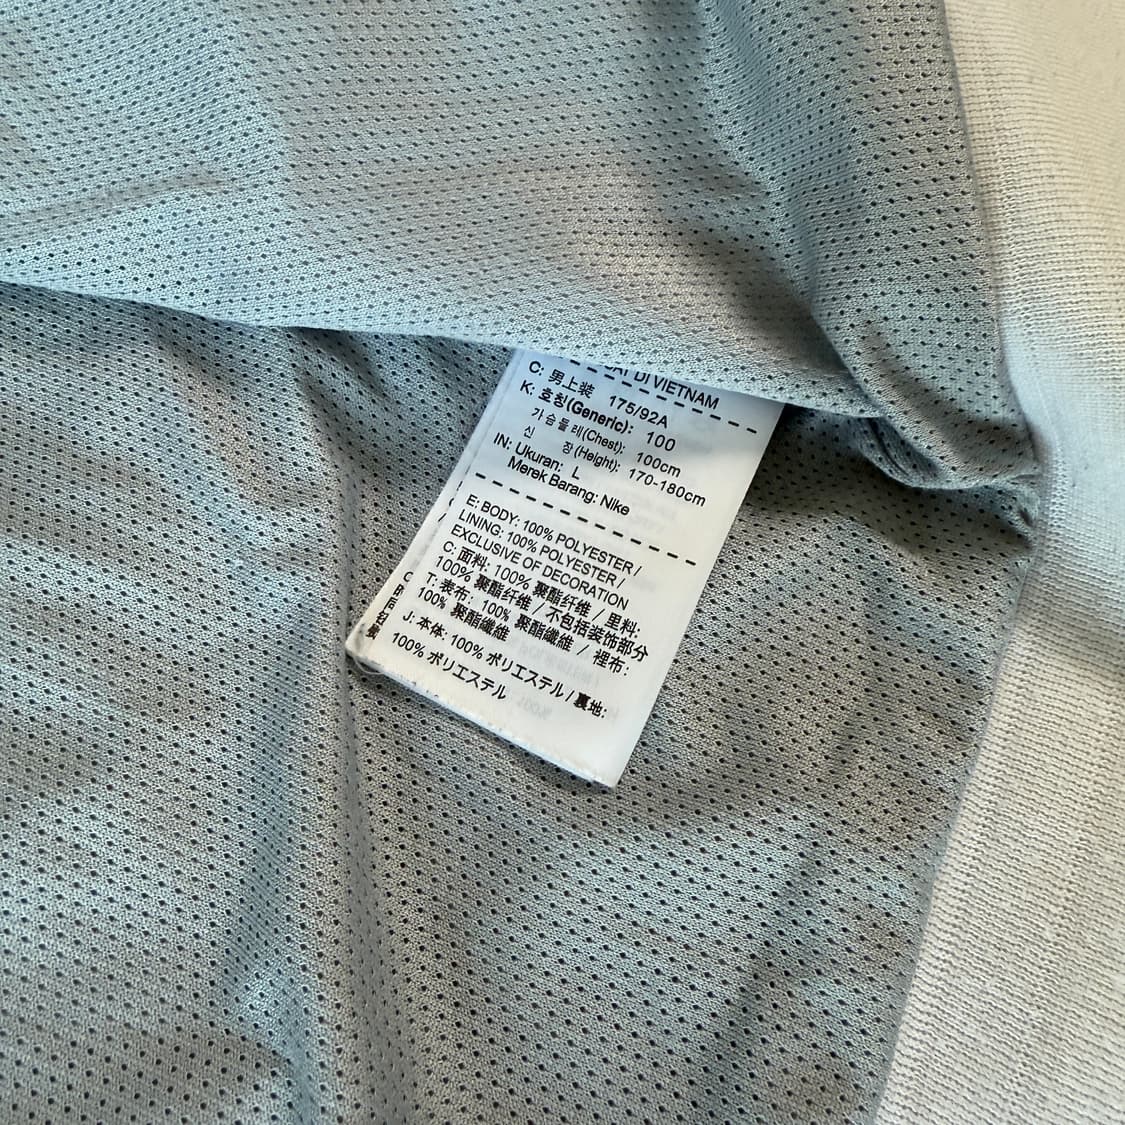 DI VIETNAM
C: 男上装 175/92A
K: 호칭(Generic): 100
가슴둘레(Chest): 100cm
신 장(Height): 170-180cm
IN: Ukuran: L
Merek Barang: Nike
E: BODY: 100% POLYESTER /
LINING: 100% POLYESTER /
EXCLUSIVE OF DECORATION
C: 面料: 100% 聚酯纤维 / 里料:
100% 聚酯纤维 / 不包括装饰部分
T: 表布: 100% 聚酯纖維 / 裡布:
100% 聚酯纖維
J: 本体: 100% ポリエステル / 裏地:
100% ポリエステル